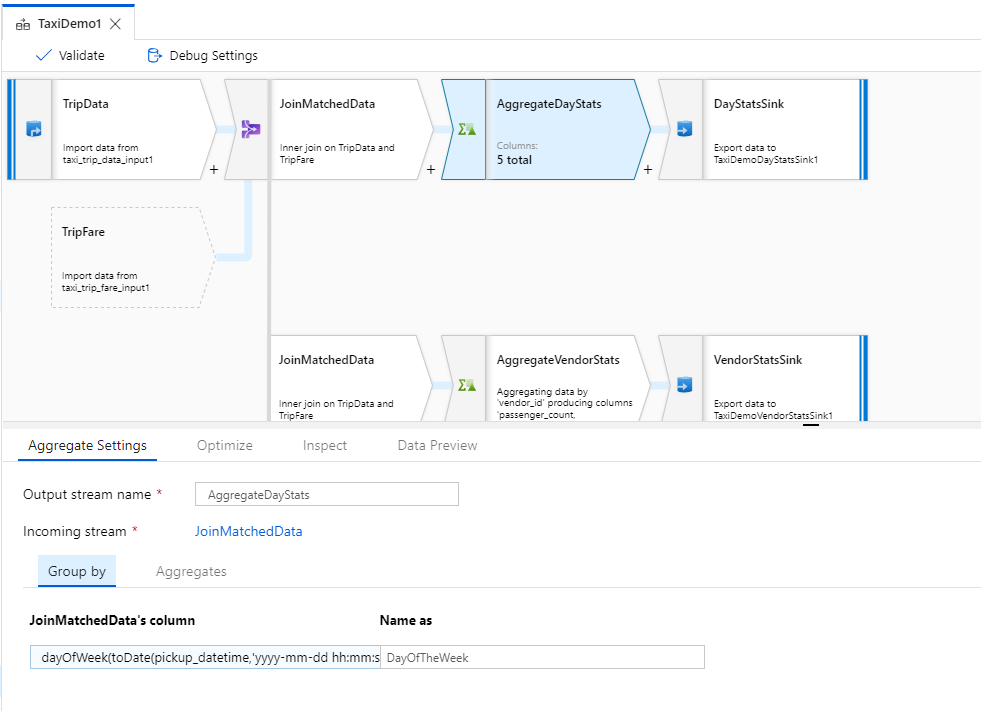 TaxiDemo1
Validate
Debug Settings
TripData
Import data from
taxi_trip_data_input1
+
JoinMatchedData
Inner join on TripData and
TripFare
+
AggregateDayStats
Columns:
5 total
+
DayStatsSink
Export data to
TaxiDemoDayStatsSink1
TripFare
Import data from
taxi_trip_fare_input1
JoinMatchedData
Inner join on TripData and
TripFare
AggregateVendorStats
Aggregating data by
'vendor_id' producing columns
'passenger_count,
VendorStatsSink
Export data to
TaxiDemoVendorStatsSink1
Aggregate Settings
Optimize
Inspect
Data Preview
Output stream name *
AggregateDayStats
Incoming stream *
JoinMatchedData
Group by
Aggregates
JoinMatchedData's column
Name as
dayOfWeek(toDate(pickup_datetime,'yyyy-mm-dd hh:mm:s
DayOfTheWeek